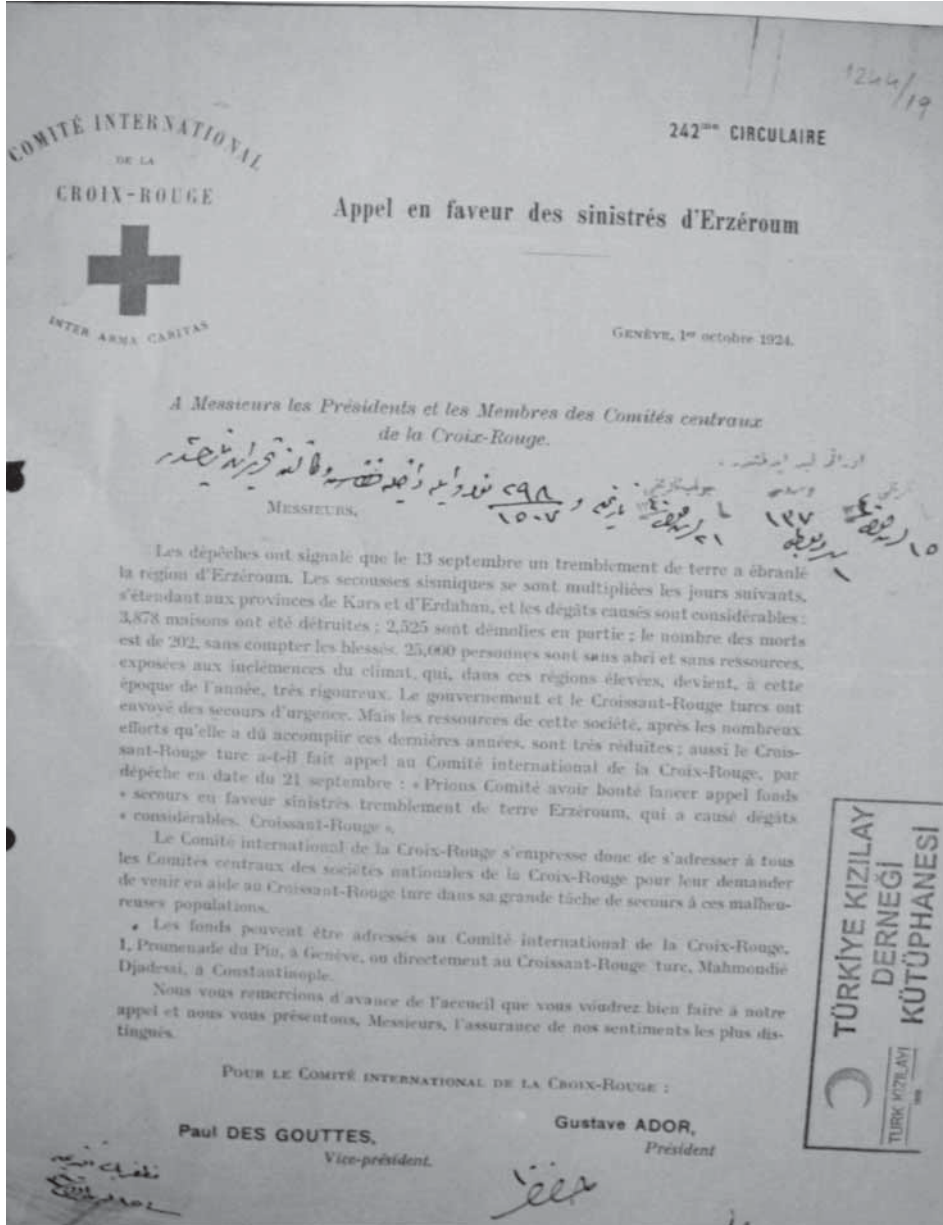 1244/19
COMITÉ INTERNATIONAL
DE LA
CROIX-ROUGE
INTER ARMA CARITAS
242me CIRCULAIRE
Appel en faveur des sinistrés d'Erzéroum
GENÈVE, 1er octobre 1924.
A Messieurs les Présidents et les Membres des Comités centraux
de la Croix-Rouge.
٢٩٨
١٥٠٧
١٣٧
MESSIEURS,
Les dépêches ont signalé que le 13 septembre un tremblement de terre a ébranlé
la région d'Erzéroum. Les secousses sismiques se sont multipliées les jours suivants,
s'étendant aux provinces de Kars et d'Erdahan, et les dégâts causés sont considérables :
3,878 maisons ont été détruites ; 2,525 sont démolies en partie ; le nombre des morts
est de 202, sans compter les blessés. 25,000 personnes sont sans abri et sans ressources,
exposées aux inclémences du climat, qui, dans ces régions élevées, devient, à cette
époque de l'année, très rigoureux. Le gouvernement et le Croissant-Rouge turcs ont
envoyé des secours d'urgence. Mais les ressources de cette société, après les nombreux
efforts qu'elle a dû accomplir ces dernières années, sont très réduites ; aussi le Crois-
sant-Rouge turc a-t-il fait appel au Comité international de la Croix-Rouge, par
dépêche en date du 21 septembre : « Prions Comité avoir bonté lancer appel fonds
« secours en faveur sinistrés tremblement de terre Erzéroum, qui a causé dégâts
« considérables. Croissant-Rouge ».
Le Comité international de la Croix-Rouge s'empresse donc de s'adresser à tous
les Comités centraux des sociétés nationales de la Croix-Rouge pour leur demander
de venir en aide au Croissant-Rouge turc dans sa grande tâche de secours à ces malheu-
reuses populations.
Les fonds peuvent être adressés au Comité international de la Croix-Rouge,
1, Promenade du Pin, à Genève, ou directement au Croissant-Rouge turc, Mahmondié
Djadessi, à Constantinople.
Nous vous remercions d'avance de l'accueil que vous voudrez bien faire à notre
appel et nous vous présentons, Messieurs, l'assurance de nos sentiments les plus dis-
tingués.
POUR LE COMITÉ INTERNATIONAL DE LA CROIX-ROUGE :
Paul DES GOUTTES,
Vice-président.
Gustave ADOR,
Président
TÜRKİYE KIZILAY
DERNEĞİ
KÜTÜPHANESİ
TÜRK KIZILAYI